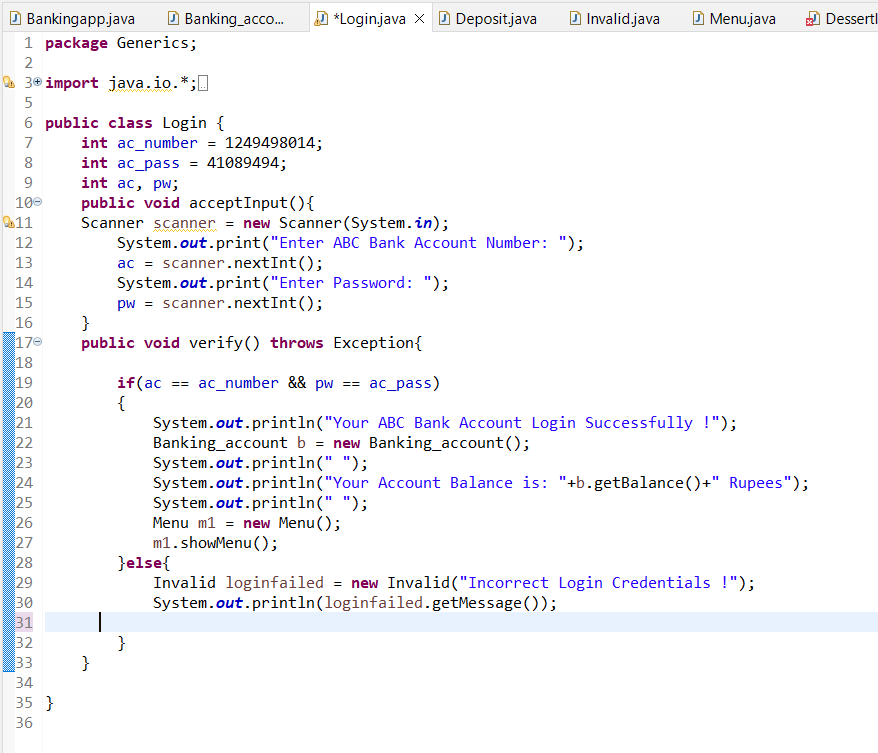 Bankingapp.java Banking_acco... *Login.java Deposit.java Invalid.java Menu.java Dessert
1 package Generics;
2
3 import java.io.*;
5
6 public class Login {
7 int ac_number = 1249498014;
8 int ac_pass = 41089494;
9 int ac, pw;
10 public void acceptInput(){
11 Scanner scanner = new Scanner(System.in);
12 System.out.print("Enter ABC Bank Account Number: ");
13 ac = scanner.nextInt();
14 System.out.print("Enter Password: ");
15 pw = scanner.nextInt();
16 }
17 public void verify() throws Exception{
18
19 if(ac == ac_number && pw == ac_pass)
20 {
21 System.out.println("Your ABC Bank Account Login Successfully !");
22 Banking_account b = new Banking_account();
23 System.out.println(" ");
24 System.out.println("Your Account Balance is: "+b.getBalance()+" Rupees");
25 System.out.println(" ");
26 Menu m1 = new Menu();
27 m1.showMenu();
28 }else{
29 Invalid loginfailed = new Invalid("Incorrect Login Credentials !");
30 System.out.println(loginfailed.getMessage());
31
32 }
33 }
34
35 }
36